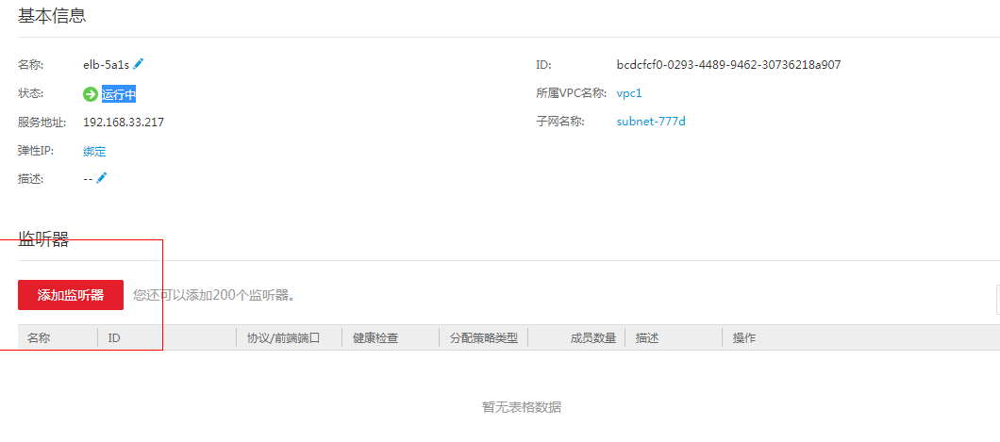 基本信息
名称: elb-5a1s ID: bcdcfcf0-0293-4489-9462-30736218a907
状态: 运行中 所属VPC名称: vpc1
服务地址: 192.168.33.217 子网名称: subnet-777d
弹性IP: 绑定
描述: --
监听器
添加监听器 您还可以添加200个监听器。
名称 ID 协议/前端端口 健康检查 分配策略类型 成员数量 描述 操作
暂无表格数据